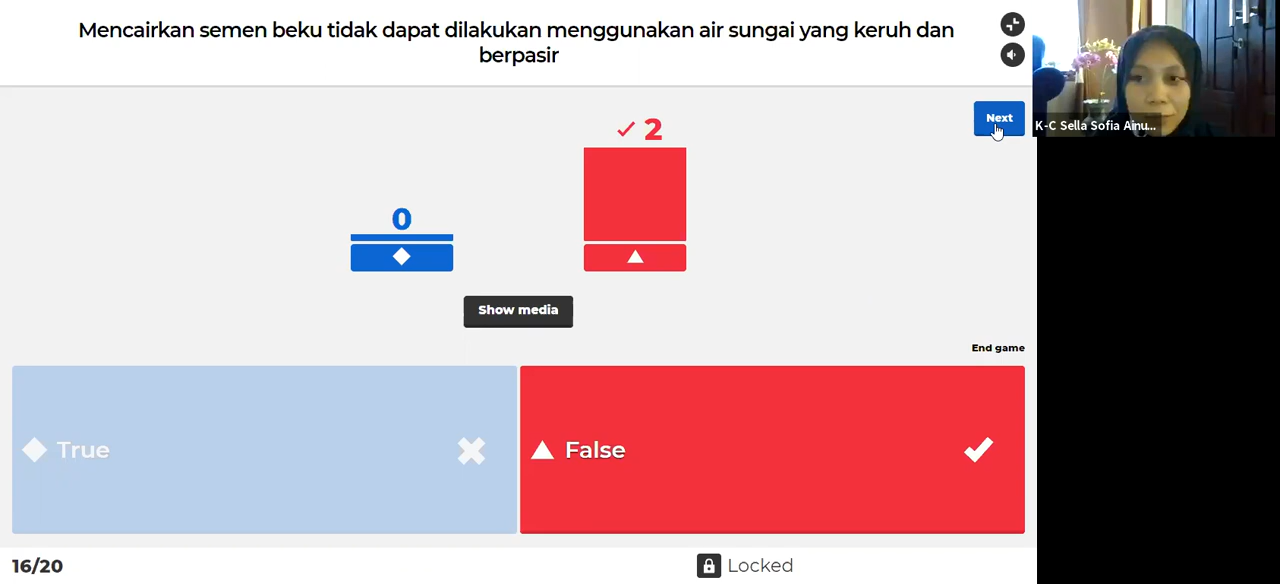 Mencairkan semen beku tidak dapat dilakukan menggunakan air sungai yang keruh dan
berpasir
Next
K-C Sella Sofia Ainu...
2
0
Show media
End game
True
False
16/20
Locked